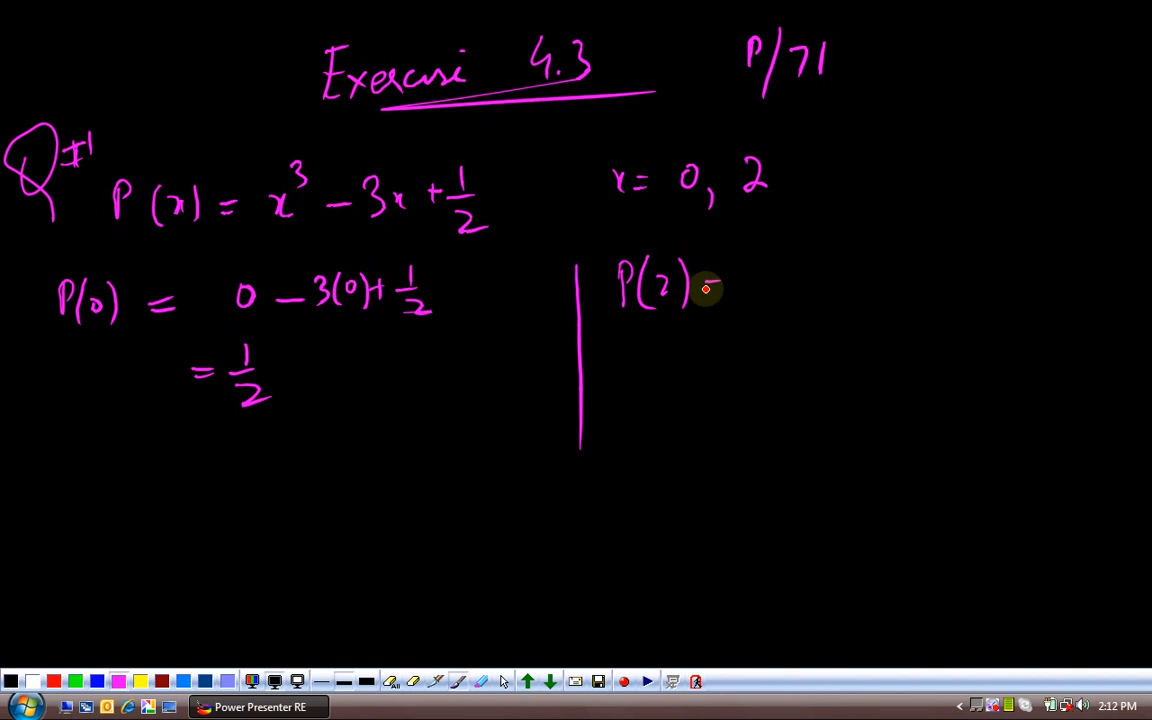 Exercise 4.3 P/71
Q#1
P(x) = x³ - 3x + 1/2 x = 0, 2
P(0) = 0 - 3(0) + 1/2
= 1/2
P(2) =
Power Presenter RE
2:12 PM